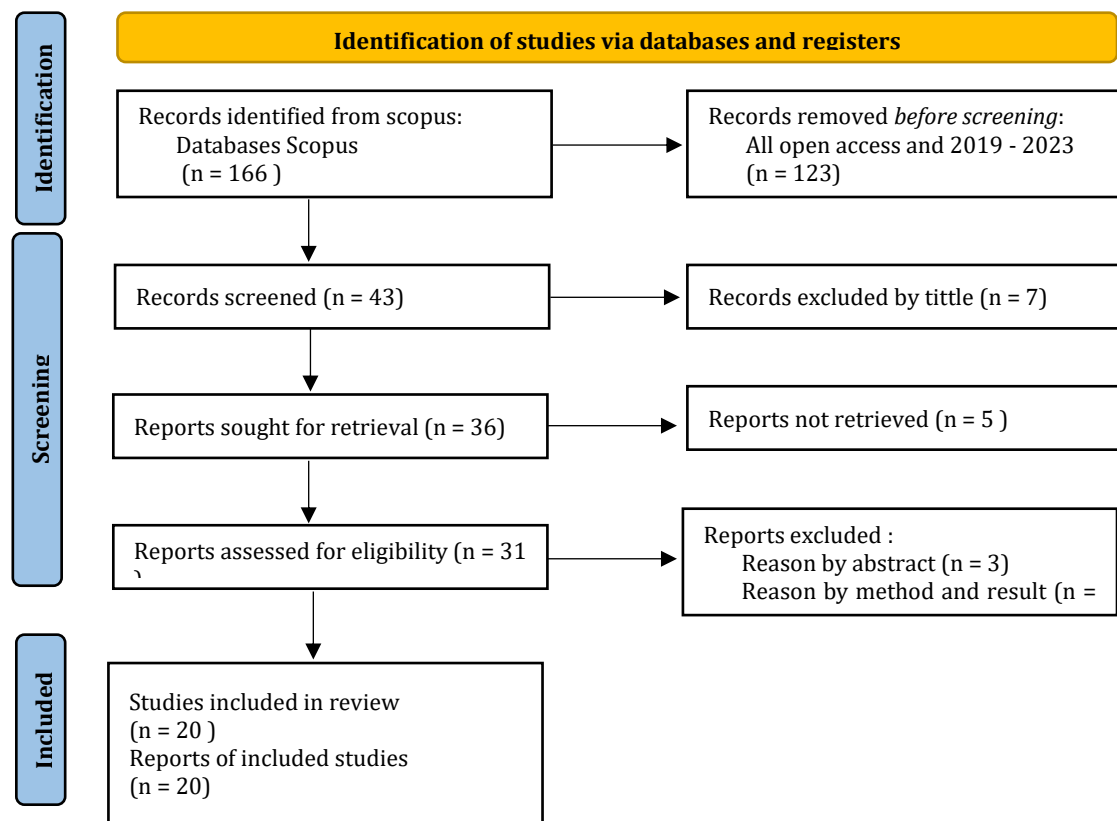 Identification of studies via databases and registers
Identification
Records identified from scopus:
Databases Scopus
(n = 166 )
Records removed before screening:
All open access and 2019 - 2023
(n = 123)
Screening
Records screened (n = 43)
Records excluded by tittle (n = 7)
Reports sought for retrieval (n = 36)
Reports not retrieved (n = 5 )
Reports assessed for eligibility (n = 31
)
Reports excluded :
Reason by abstract (n = 3)
Reason by method and result (n =
Included
Studies included in review
(n = 20 )
Reports of included studies
(n = 20)